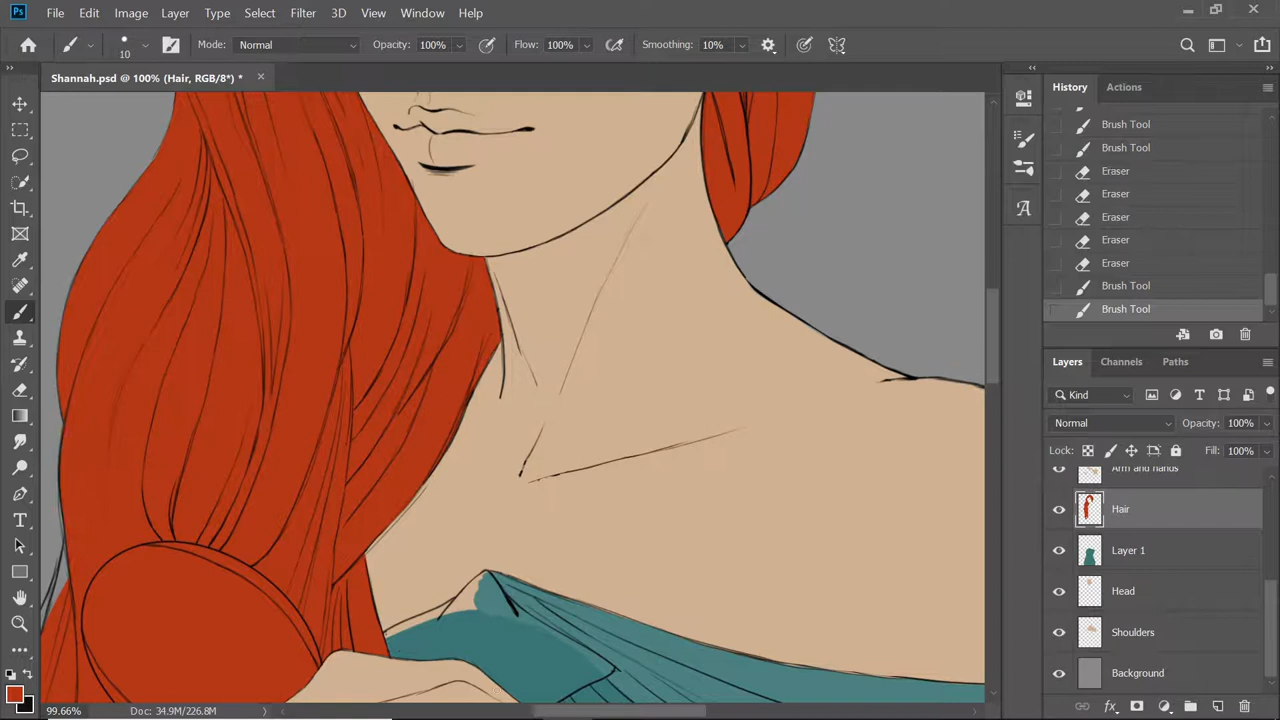 Ps File Edit Image Layer Type Select Filter 3D View Window Help
10 Mode: Normal Opacity: 100% Flow: 100% Smoothing: 10%
Shannah.psd @ 100% (Hair, RGB/8*) *
History Actions
Brush Tool
Brush Tool
Eraser
Eraser
Eraser
Eraser
Eraser
Brush Tool
Brush Tool
Layers Channels Paths
Kind
Normal Opacity: 100%
Lock: Fill: 100%
Arm and hands
Hair
Layer 1
Head
Shoulders
Background
99.66% Doc: 34.9M/226.8M